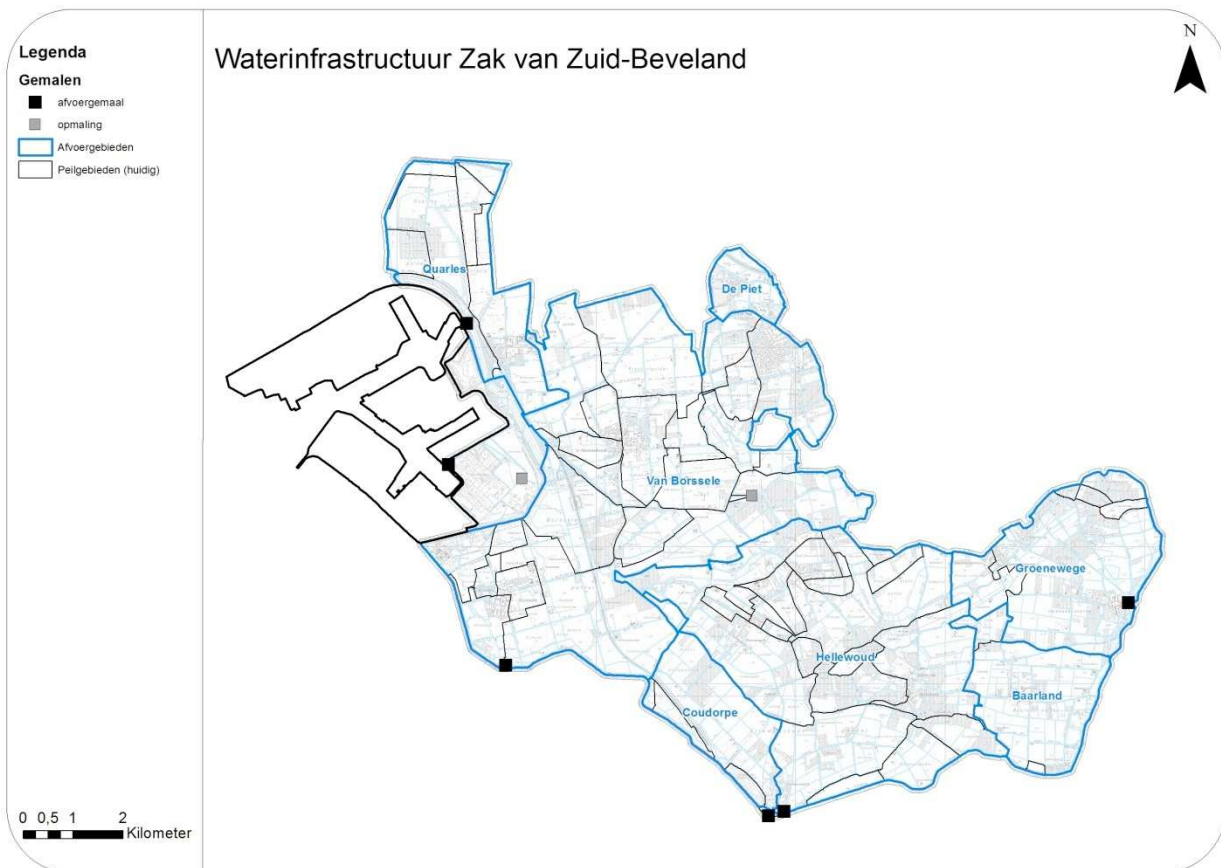 Legenda
Gemalen
afvoergemaal
opmaling
Afvoergebieden
Peilgebieden (huidig)
Waterinfrastructuur Zak van Zuid-Beveland
N
Quarles
De Piet
Van Borssele
Groenewege
Hellewoud
Baarland
Coudorpe
0 0,5 1 2
Kilometer